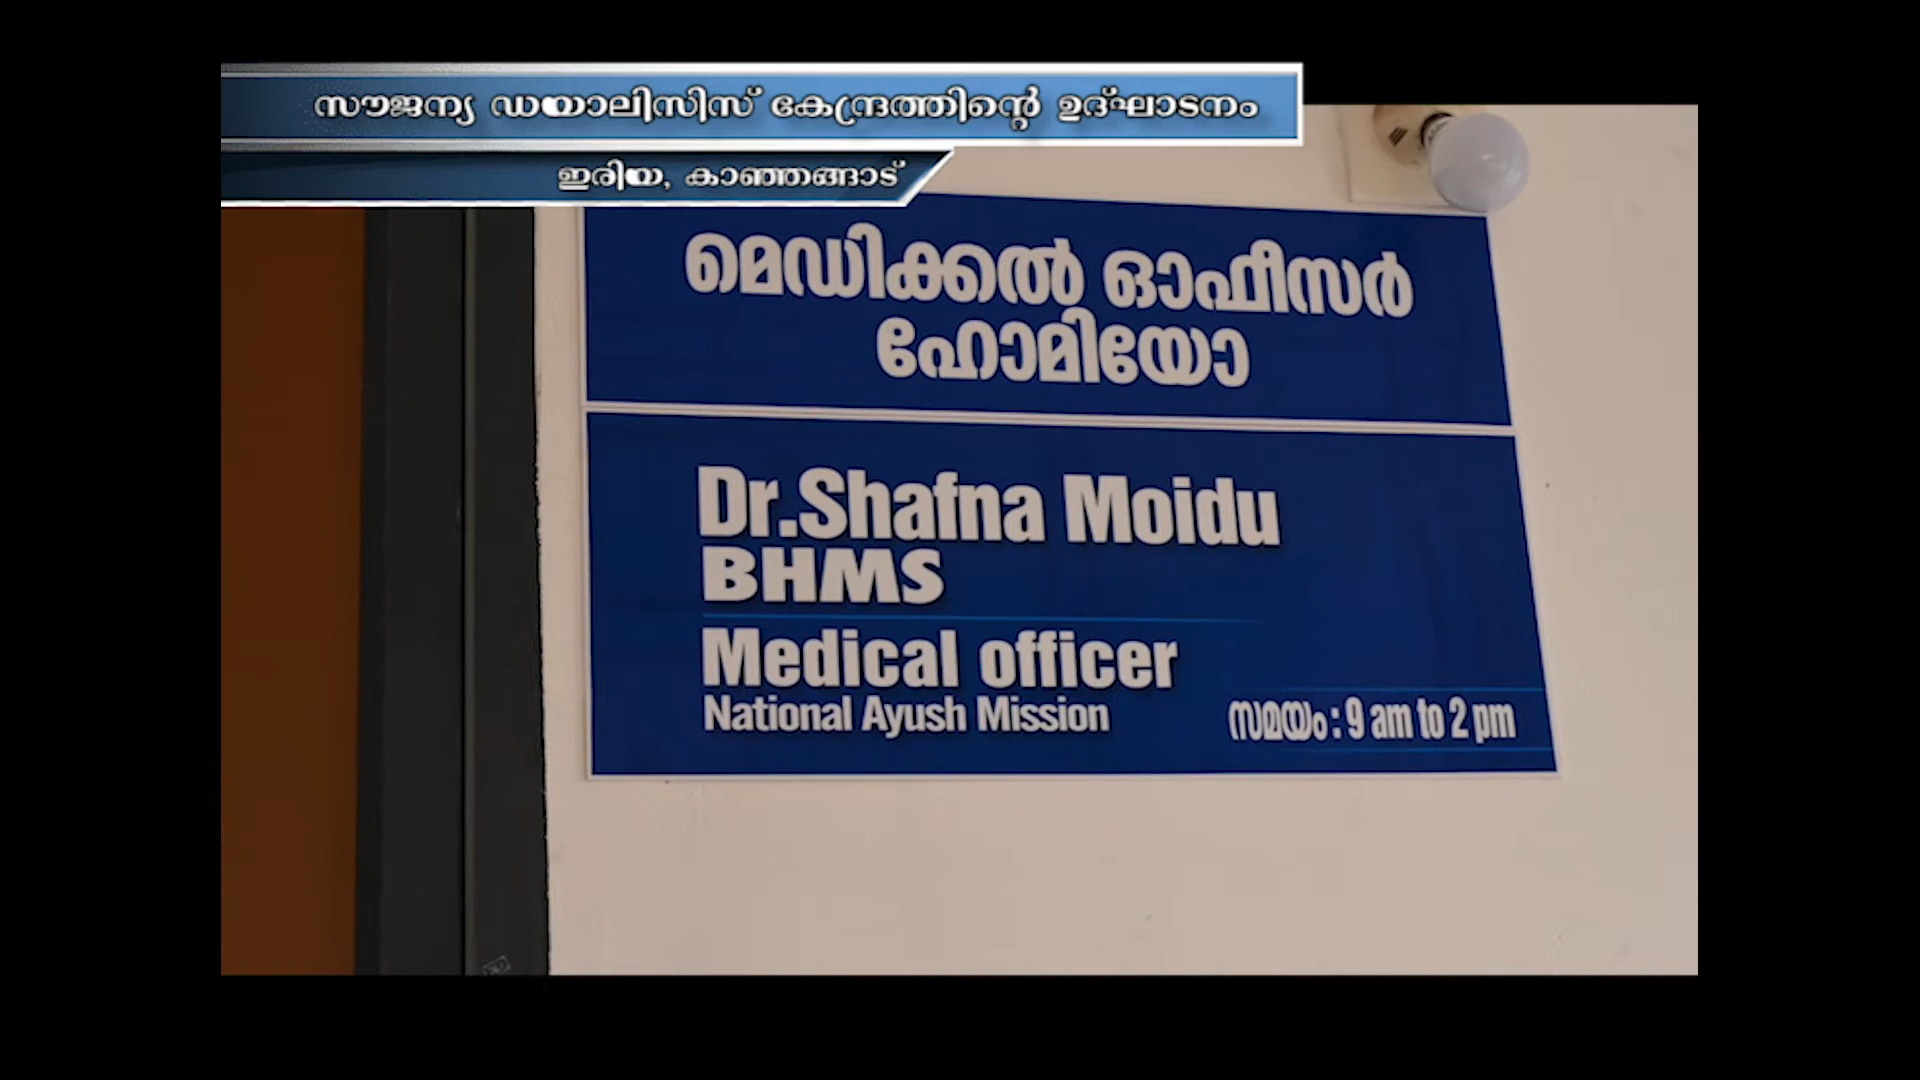 സൗജന്യ ഡയാലിസിസ് കേന്ദ്രത്തിന്റെ ഉദ്ഘാടനം
ഇരിയ, കാഞ്ഞങ്ങാട്
മെഡിക്കൽ ഓഫീസർ
ഹോമിയോ
Dr.Shafna Moidu
BHMS
Medical officer
National Ayush Mission
സമയം : 9 am to 2 pm